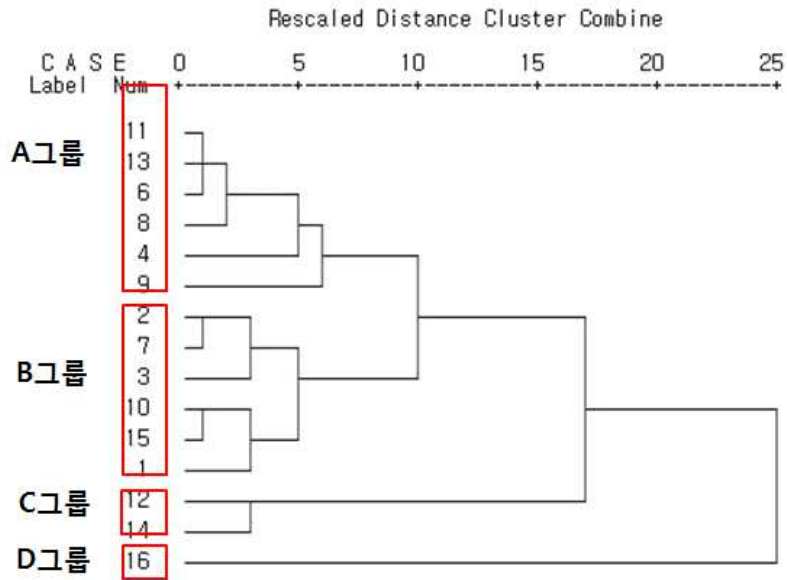 Rescaled Distance Cluster Combine
C A S E 0 5 10 15 20 25
Label Num
11
A그룹
13
6
8
4
9
2
7
B그룹
3
10
15
1
C그룹
12
14
D그룹 16